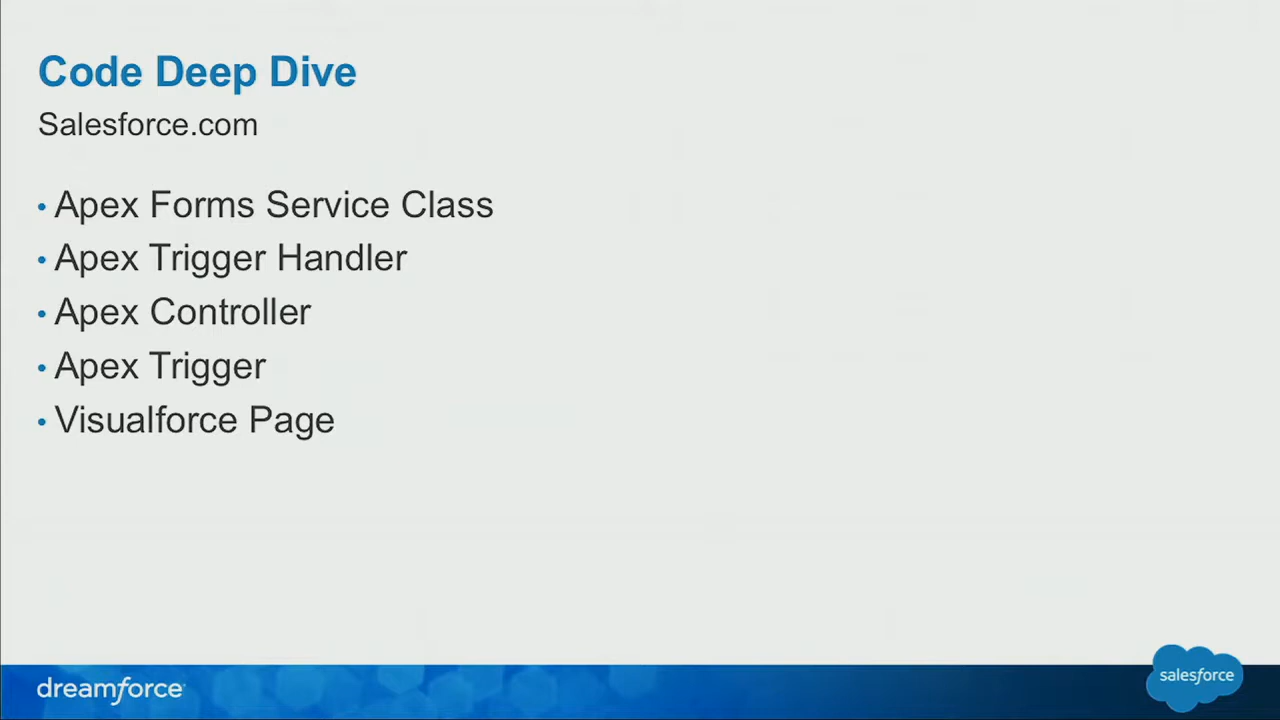 Code Deep Dive
Salesforce.com
• Apex Forms Service Class
• Apex Trigger Handler
• Apex Controller
• Apex Trigger
• Visualforce Page
dreamforce
salesforce